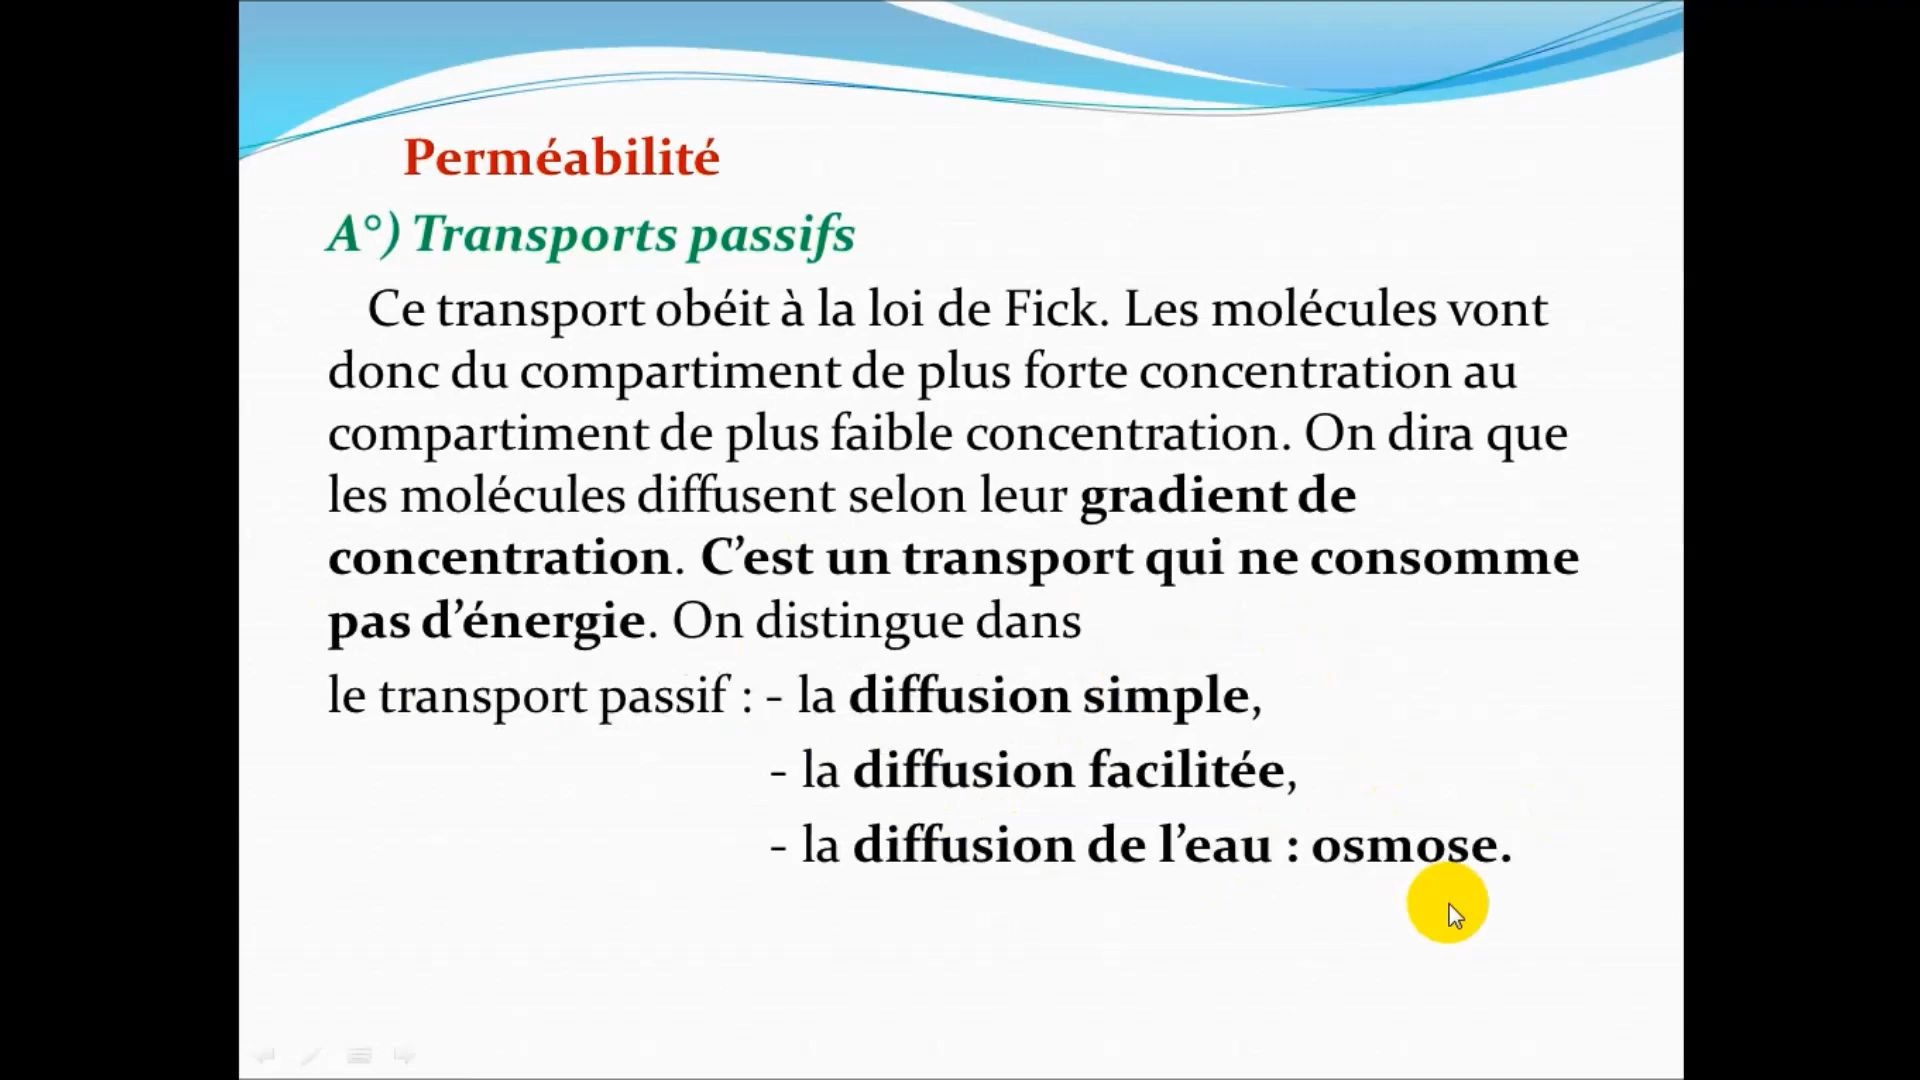 Perméabilité
A°) Transports passifs
Ce transport obéit à la loi de Fick. Les molécules vont
donc du compartiment de plus forte concentration au
compartiment de plus faible concentration. On dira que
les molécules diffusent selon leur gradient de
concentration. C’est un transport qui ne consomme
pas d’énergie. On distingue dans
le transport passif : - la diffusion simple,
- la diffusion facilitée,
- la diffusion de l’eau : osmose.